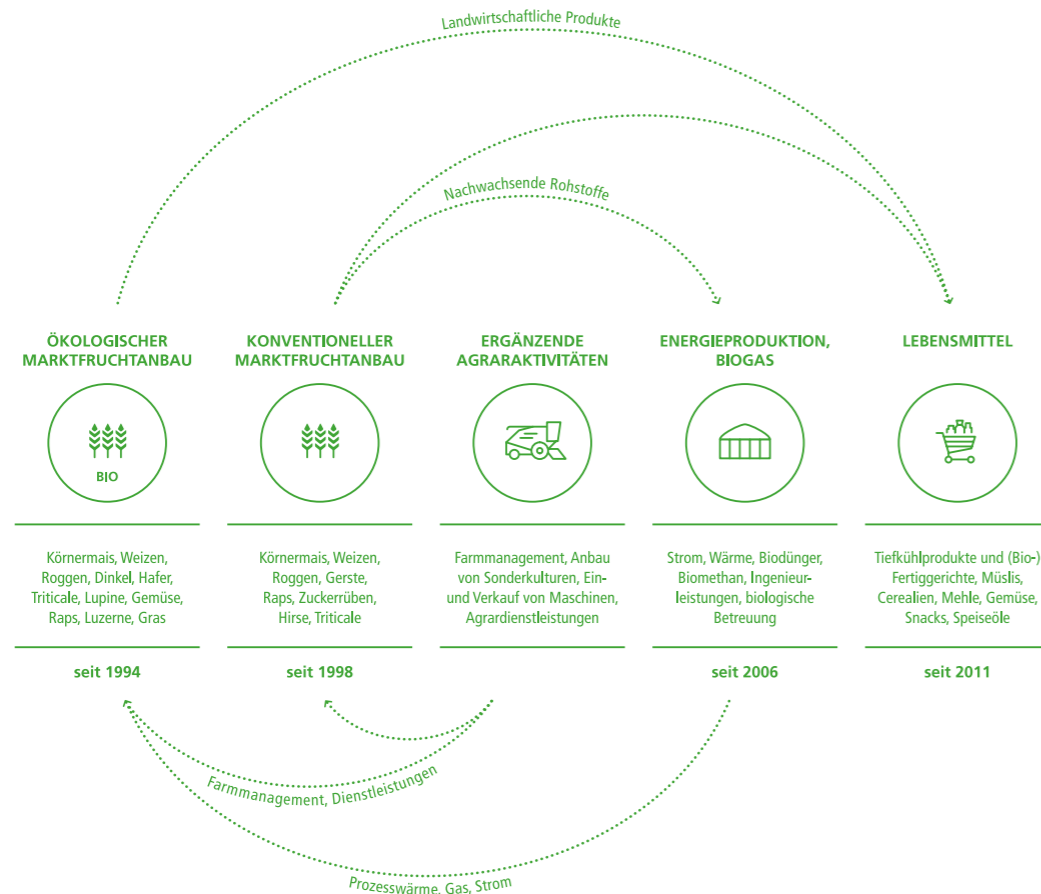 Landwirtschaftliche Produkte
Nachwachsende Rohstoffe
ÖKOLOGISCHER
MARKTFRUCHTANBAU
BIO
Körnermais, Weizen,
Roggen, Dinkel, Hafer,
Triticale, Lupine, Gemüse,
Raps, Luzerne, Gras
seit 1994
KONVENTIONELLER
MARKTFRUCHTANBAU
Körnermais, Weizen,
Roggen, Gerste,
Raps, Zuckerrüben,
Hirse, Triticale
seit 1998
ERGÄNZENDE
AGRARAKTIVITÄTEN
Farmmanagement, Anbau
von Sonderkulturen, Ein-
und Verkauf von Maschinen,
Agrardienstleistungen
ENERGIEPRODUKTION,
BIOGAS
Strom, Wärme, Biodünger,
Biomethan, Ingenieur-
leistungen, biologische
Betreuung
seit 2006
LEBENSMITTEL
Tiefkühlprodukte und (Bio-)
Fertiggerichte, Müslis,
Cerealien, Mehle, Gemüse,
Snacks, Speiseöle
seit 2011
Farmmanagement, Dienstleistungen
Prozesswärme, Gas, Strom